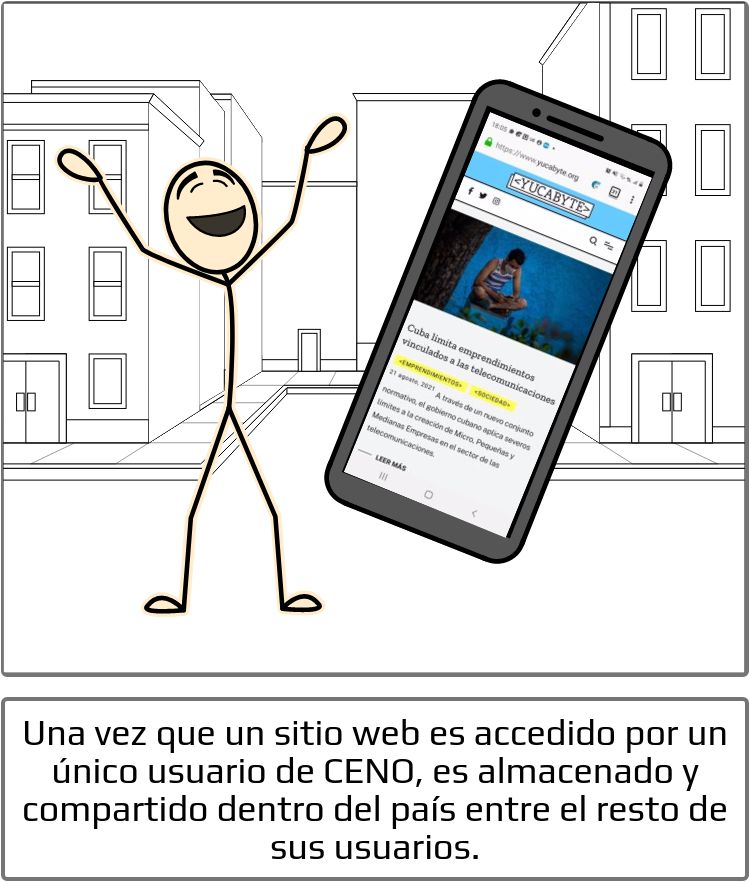 18:05
https://www.yucabyte.org
<YUCABYTE>
Cuba limita emprendimientos
vinculados a las telecomunicaciones
<EMPRENDIMIENTOS> <SOCIEDAD>
21 agosto, 2021 A través de un nuevo conjunto
normativo, el gobierno cubano aplica severos
límites a la creación de Micro, Pequeñas y
Medianas Empresas en el sector de las
telecomunicaciones.
LEER MÁS
Una vez que un sitio web es accedido por un
único usuario de CENO, es almacenado y
compartido dentro del país entre el resto de
sus usuarios.